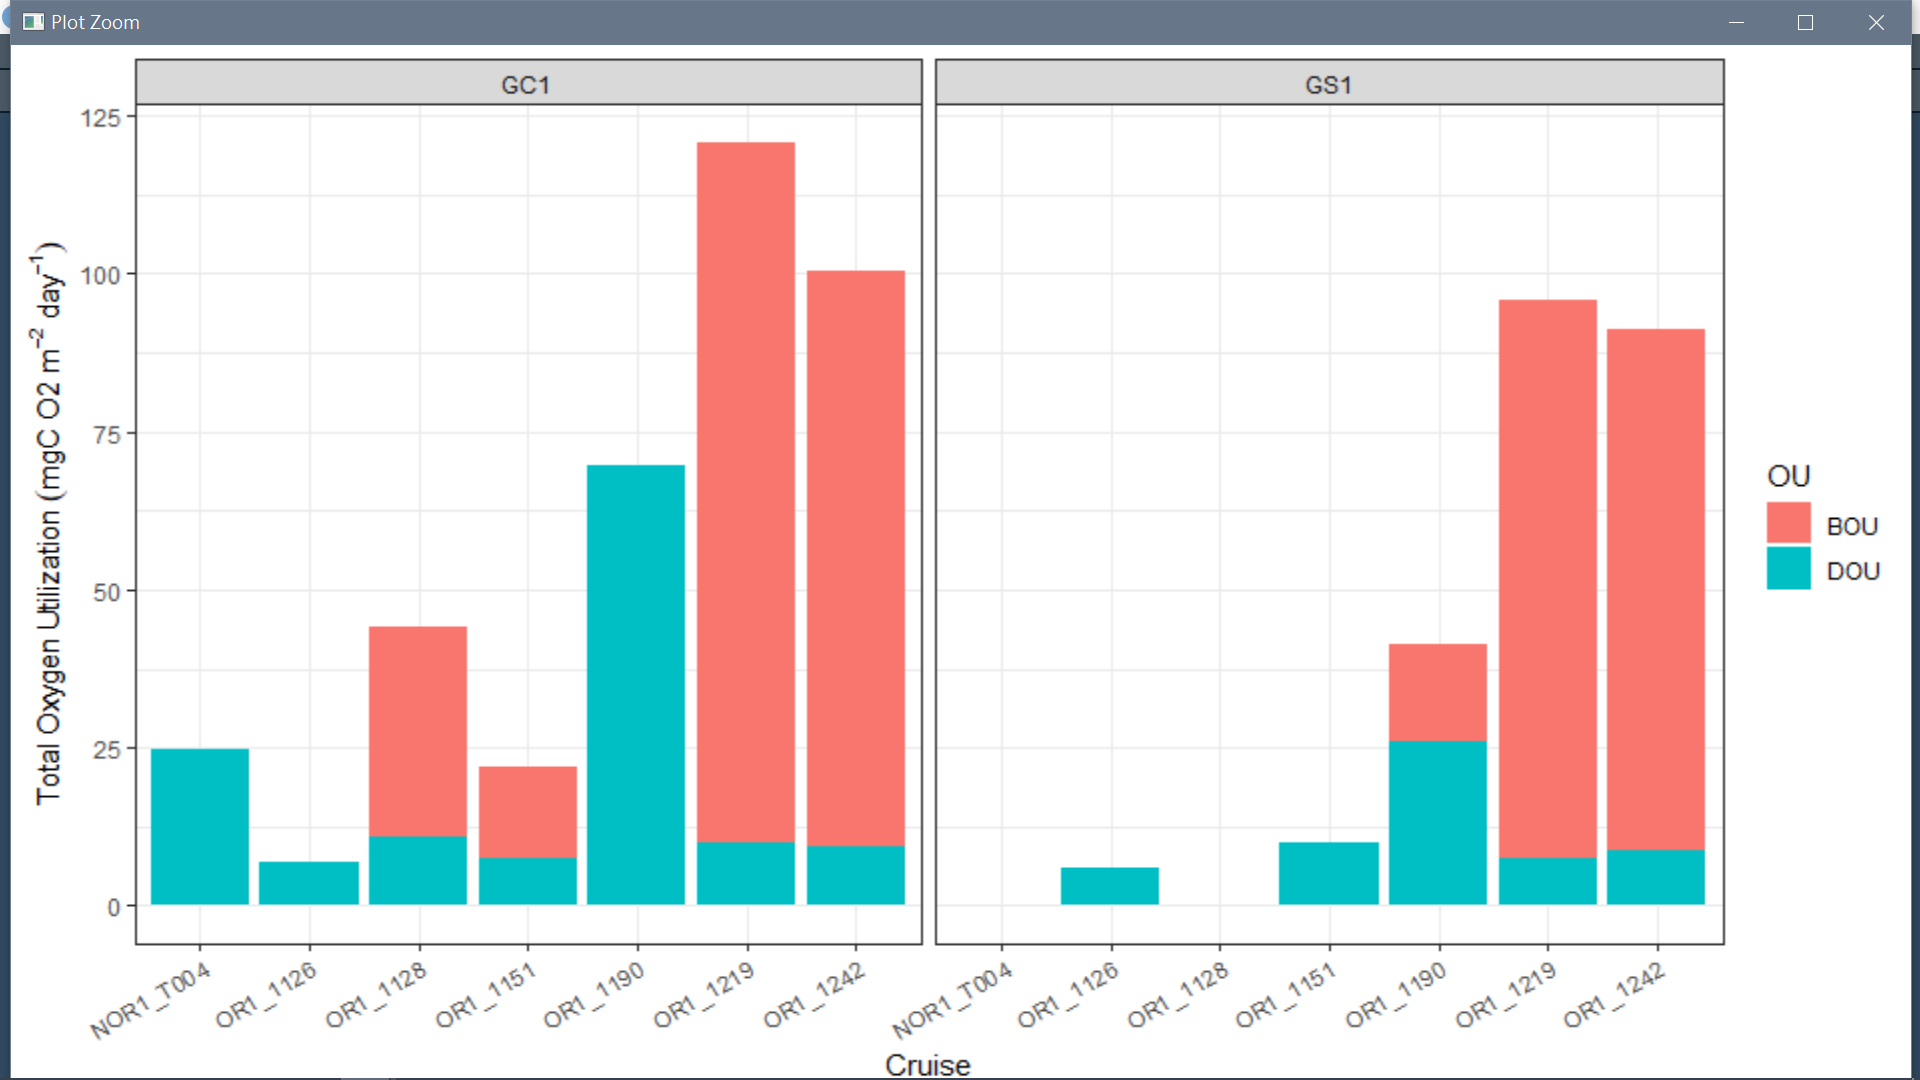 Plot Zoom
GC1
GS1
125
100
75
50
25
0
Total Oxygen Utilization (mgC O2 m⁻² day⁻¹)
NOR1_T004
OR1_1126
OR1_1128
OR1_1151
OR1_1190
OR1_1219
OR1_1242
NOR1_T004
OR1_1126
OR1_1128
OR1_1151
OR1_1190
OR1_1219
OR1_1242
Cruise
OU
BOU
DOU